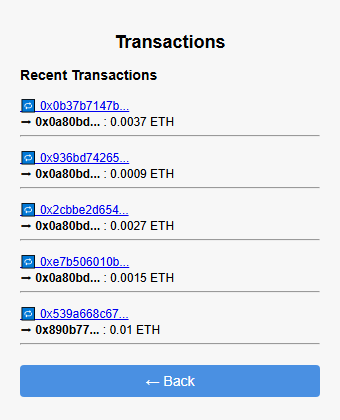 Transactions
Recent Transactions
🔁 0x0b37b7147b...
→ 0x0a80bd... : 0.0037 ETH
🔁 0x936bd74265...
→ 0x0a80bd... : 0.0009 ETH
🔁 0x2cbbe2d654...
→ 0x0a80bd... : 0.0027 ETH
🔁 0xe7b506010b...
→ 0x0a80bd... : 0.0015 ETH
🔁 0x539a668c67...
→ 0x890b77... : 0.01 ETH
← Back